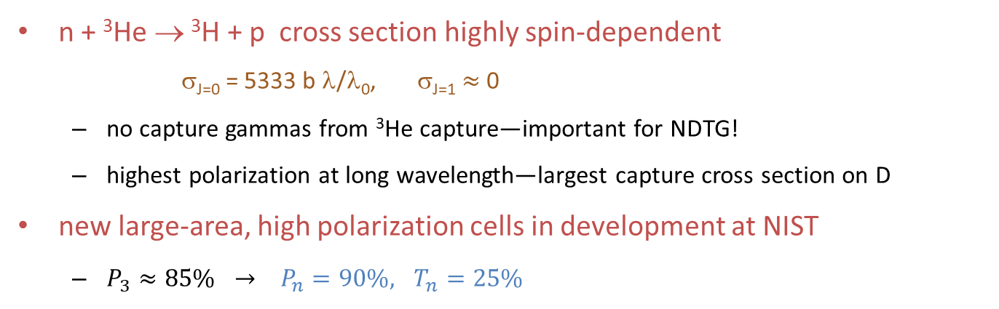 • n + ³He → ³H + p cross section highly spin-dependent
σ_J=0 = 5333 b λ/λ₀, σ_J=1 ≈ 0
– no capture gammas from ³He capture—important for NDTG!
– highest polarization at long wavelength—largest capture cross section on D
• new large-area, high polarization cells in development at NIST
– P₃ ≈ 85% → Pₙ = 90%, Tₙ = 25%